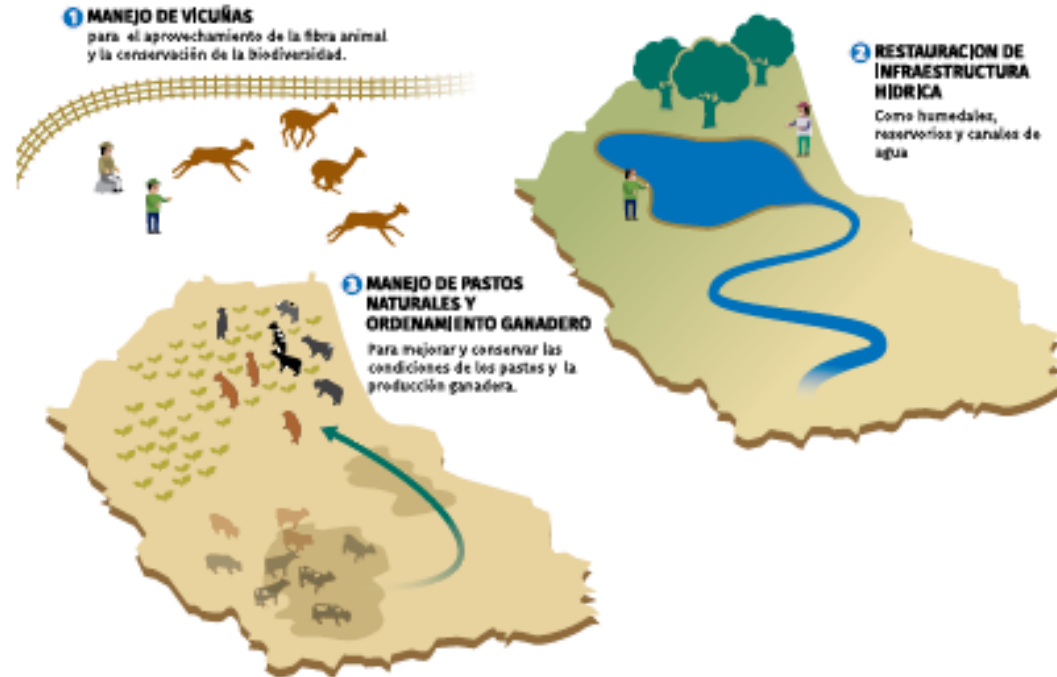 1 MANEJO DE VICUÑAS
para el aprovechamiento de la fibra animal
y la conservación de la biodiversidad.
2 RESTAURACION DE
INFRAESTRUCTURA
HIDRICA
Como humedales,
reservorios y canales de
agua
3 MANEJO DE PASTOS
NATURALES Y
ORDENAMIENTO GANADERO
Para mejorar y conservar las
condiciones de los pastos y la
producción ganadera.